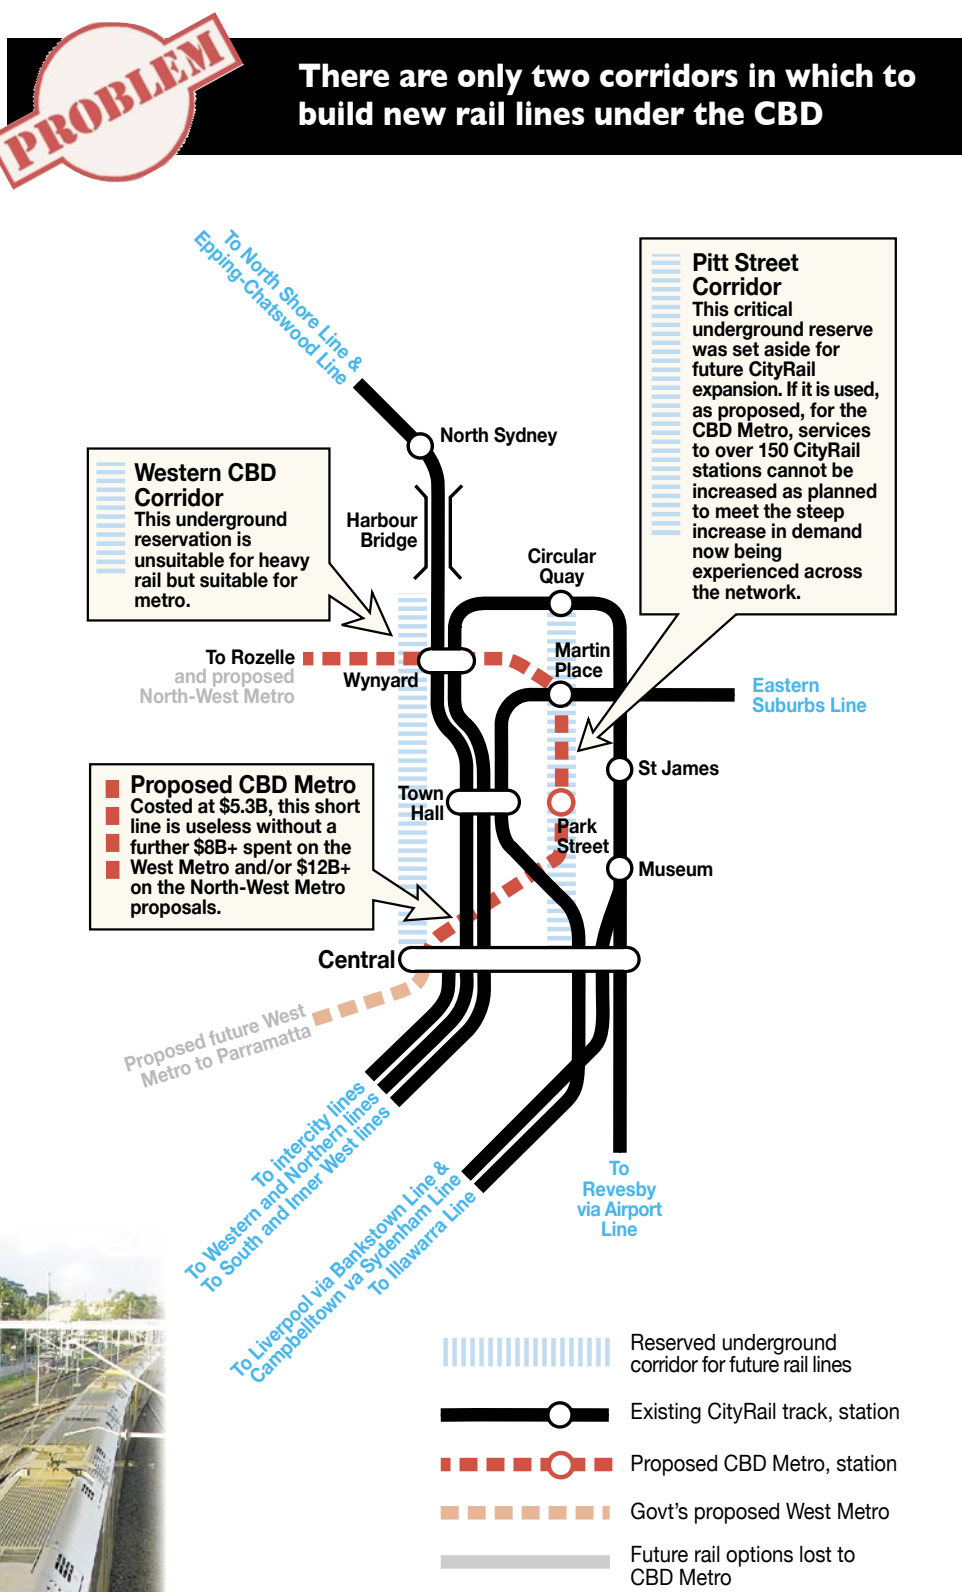 PROBLEM
There are only two corridors in which to
build new rail lines under the CBD
To North Shore Line &
Epping-Chatswood Line
Pitt Street
Corridor
This critical
underground reserve
was set aside for
future CityRail
expansion. If it is used,
as proposed, for the
CBD Metro, services
to over 150 CityRail
stations cannot be
increased as planned
to meet the steep
increase in demand
now being
experienced across
the network.
North Sydney
Western CBD
Corridor
This underground
reservation is
unsuitable for heavy
rail but suitable for
metro.
Harbour
Bridge
Circular
Quay
To Rozelle
and proposed
North-West Metro
Wynyard
Martin
Place
Eastern
Suburbs Line
St James
Proposed CBD Metro
Costed at $5.3B, this short
line is useless without a
further $8B+ spent on the
West Metro and/or $12B+
on the North-West Metro
proposals.
Town
Hall
Park
Street
Museum
Central
Proposed future West
Metro to Parramatta
To intercity lines
To Western and Northern lines
To South and Inner West lines
To Liverpool via Bankstown Line &
Campbelltown va Sydenham Line
To Illawarra Line
To
Revesby
via Airport
Line
Reserved underground
corridor for future rail lines
Existing CityRail track, station
Proposed CBD Metro, station
Govt's proposed West Metro
Future rail options lost to
CBD Metro